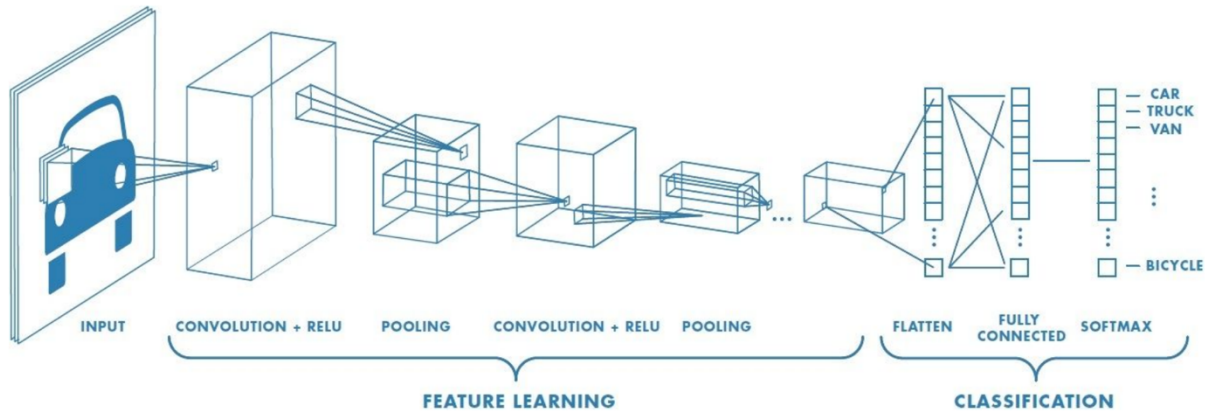 CAR
TRUCK
VAN
BICYCLE
INPUT
CONVOLUTION + RELU
POOLING
CONVOLUTION + RELU
POOLING
FLATTEN
FULLY
CONNECTED
SOFTMAX
FEATURE LEARNING
CLASSIFICATION